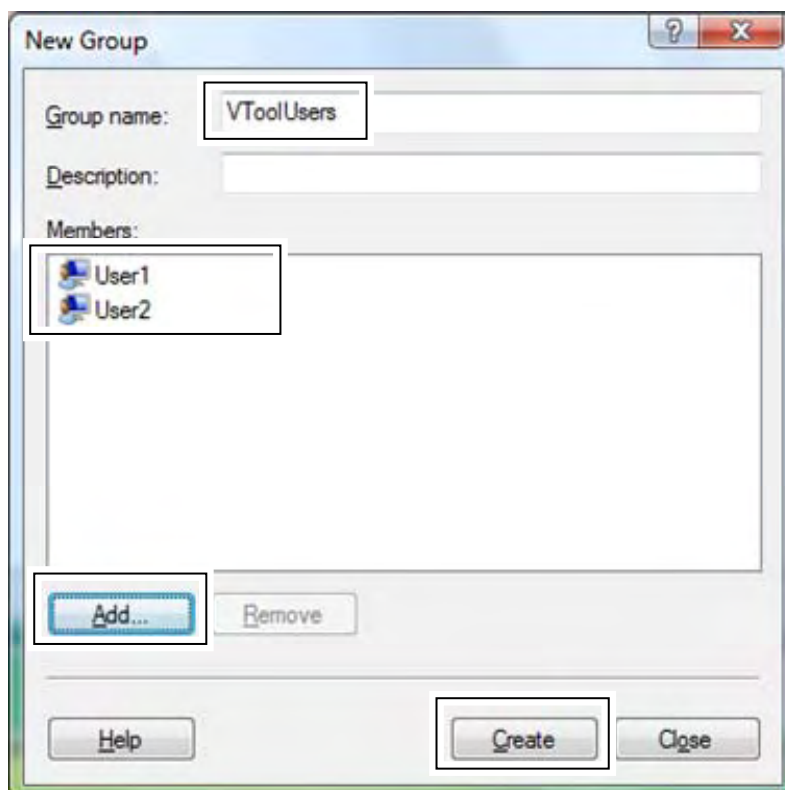 New Group
Group name: VToolUsers
Description:
Members:
User1
User2
Add... Remove
Help Create Close